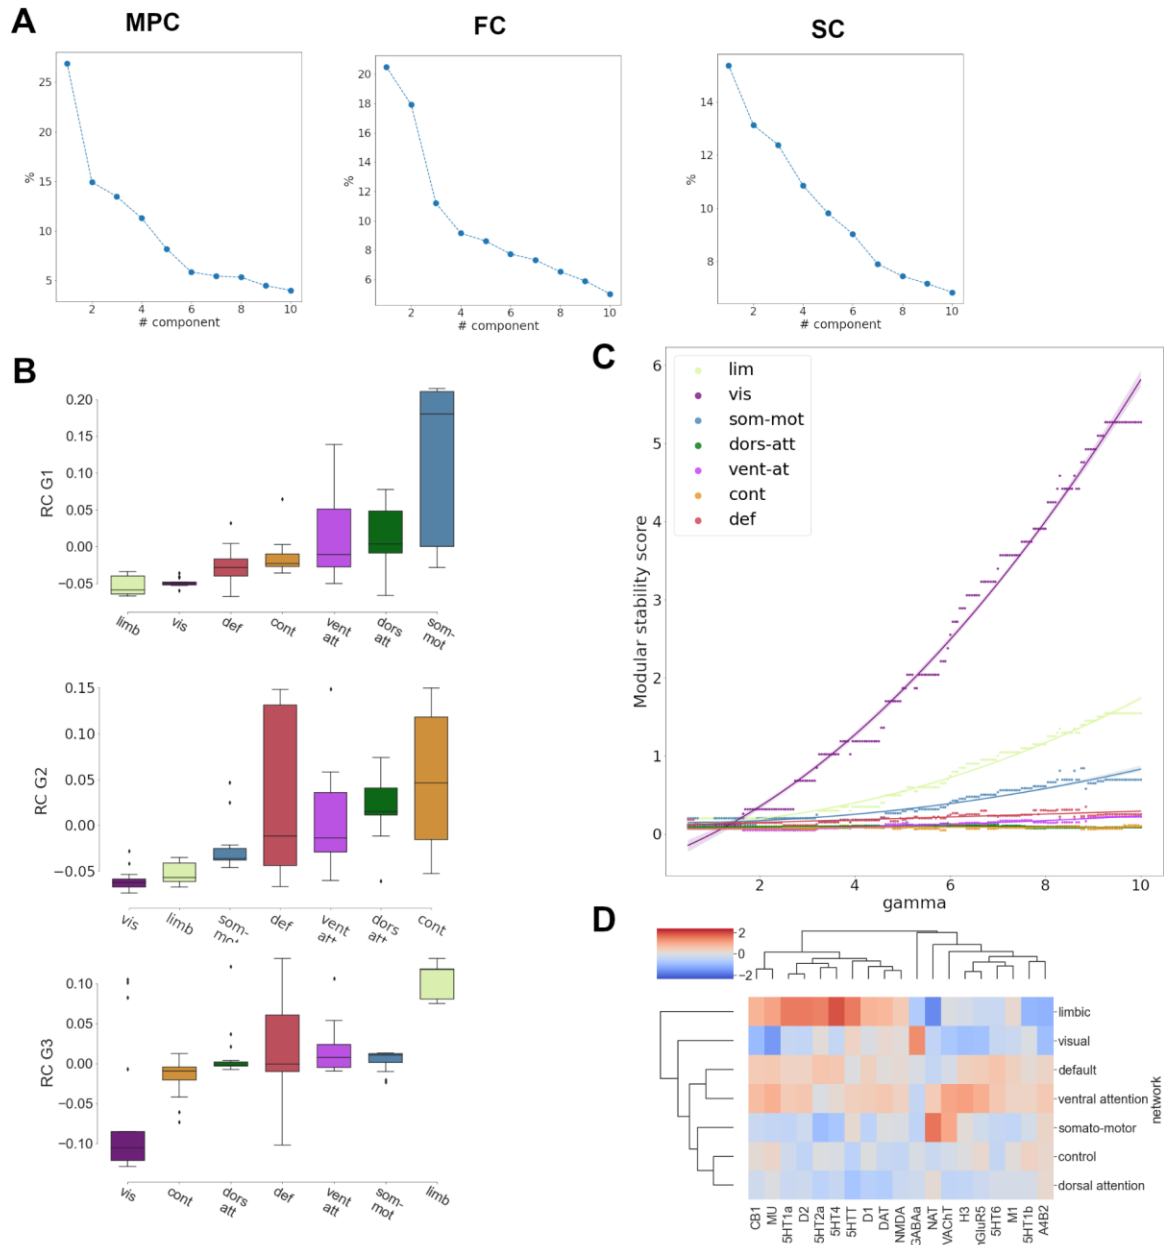 A
MPC
FC
SC
25
20
15
10
5
%
2 4 6 8 10
# component
20
18
16
14
12
10
8
6
%
2 4 6 8 10
# component
14
12
10
8
%
2 4 6 8 10
# component
B
RC G1
0.20
0.15
0.10
0.05
0.00
−0.05
limb vis def cont vent att dors att som-mot
RC G2
0.15
0.10
0.05
0.00
−0.05
vis limb som-mot def vent att dors att cont
RC G3
0.10
0.05
0.00
−0.05
−0.10
vis cont dors att def vent att som-mot limb
C
lim
vis
som-mot
dors-att
vent-at
cont
def
Modular stability score
6
5
4
3
2
1
0
2 4 6 8 10
gamma
D
2
0
−2
limbic
visual
default
ventral attention
somato-motor
control
dorsal attention
network
CB1 MU 5HT1a D2 5HT2a 5HT4 5HTT D1 DAT NMDA GABAa NAT VAChT H3 nGluR5 5HT6 M1 5HT1b A4B2